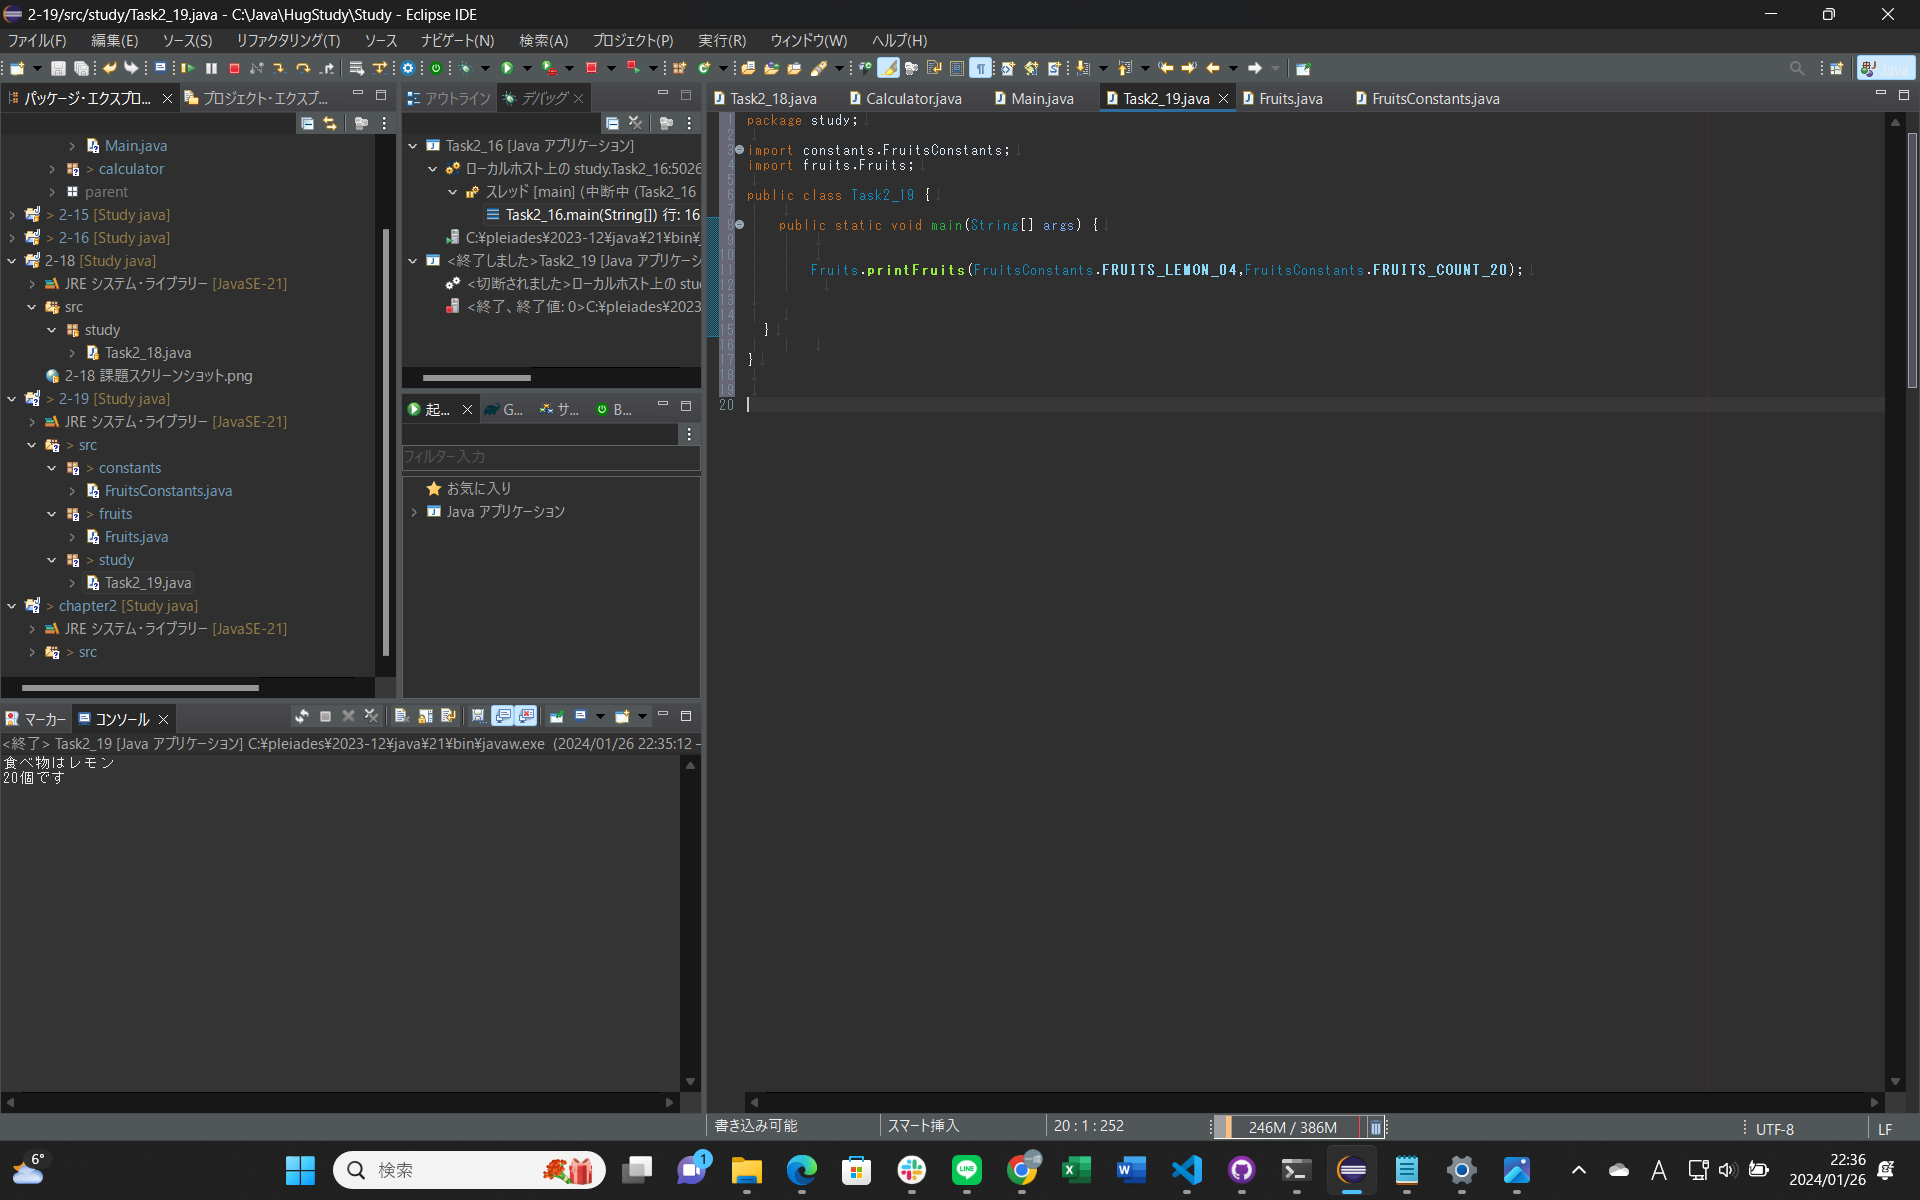 2-19/src/study/Task2_19.java - C:\Java\HugStudy\Study - Eclipse IDE
ファイル(F) 編集(E) ソース(S) リファクタリング(T) ソース ナビゲート(N) 検索(A) プロジェクト(P) 実行(R) ウィンドウ(W) ヘルプ(H)
Java
パッケージ・エクスプロ... プロジェクト・エクスプ...
Main.java
> calculator
parent
> 2-15 [Study java]
> 2-16 [Study java]
2-18 [Study java]
JRE システム・ライブラリー [JavaSE-21]
src
study
Task2_18.java
2-18 課題スクリーンショット.png
> 2-19 [Study java]
JRE システム・ライブラリー [JavaSE-21]
> src
> constants
FruitsConstants.java
> fruits
Fruits.java
> study
Task2_19.java
> chapter2 [Study java]
JRE システム・ライブラリー [JavaSE-21]
> src
アウトライン デバッグ
Task2_16 [Java アプリケーション]
ローカルホスト上の study.Task2_16:5026
スレッド [main] (中断中 (Task2_16
Task2_16.main(String[]) 行: 16
C:¥pleiades¥2023-12¥java¥21¥bin¥j
<終了しました>Task2_19 [Java アプリケーシ
<切断されました>ローカルホスト上の stu
<終了、終了値: 0>C:¥pleiades¥2023
起... G... サ... B...
フィルター入力
お気に入り
Java アプリケーション
Task2_18.java Calculator.java Main.java Task2_19.java Fruits.java FruitsConstants.java
1 package study;
2
3 import constants.FruitsConstants;
4 import fruits.Fruits;
5
6 public class Task2_19 {
7
8 public static void main(String[] args) {
9
10
11 Fruits.printFruits(FruitsConstants.FRUITS_LEMON_04,FruitsConstants.FRUITS_COUNT_20);
12
13
14
15 }
16
17 }
18
19
20
マーカー コンソール
<終了> Task2_19 [Java アプリケーション] C:¥pleiades¥2023-12¥java¥21¥bin¥javaw.exe (2024/01/26 22:35:12 –
食べ物はレモン
20個です
書き込み可能 スマート挿入 20 : 1 : 252 246M / 386M UTF-8 LF
6°
検索
1
A
22:36
2024/01/26